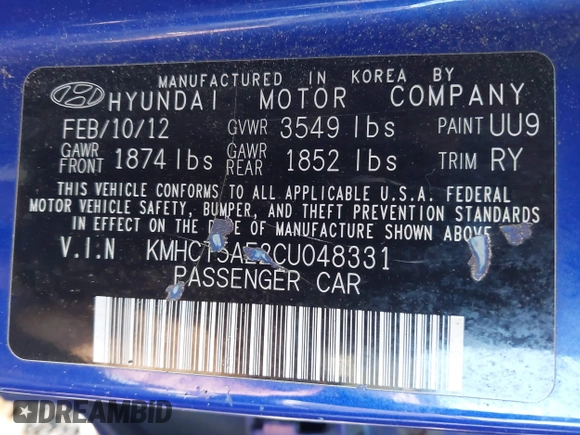 MANUFACTURED IN KOREA BY
HYUNDAI MOTOR COMPANY
FEB/10/12 GVWR 3549 lbs PAINT UU9
GAWR FRONT 1874 lbs GAWR REAR 1852 lbs TRIM RY
THIS VEHICLE CONFORMS TO ALL APPLICABLE U.S.A. FEDERAL
MOTOR VEHICLE SAFETY, BUMPER, AND THEFT PREVENTION STANDARDS
IN EFFECT ON THE DATE OF MANUFACTURE SHOWN ABOVE.
V.I.N KMHCT5AE2CU048331
PASSENGER CAR
DREAMBID